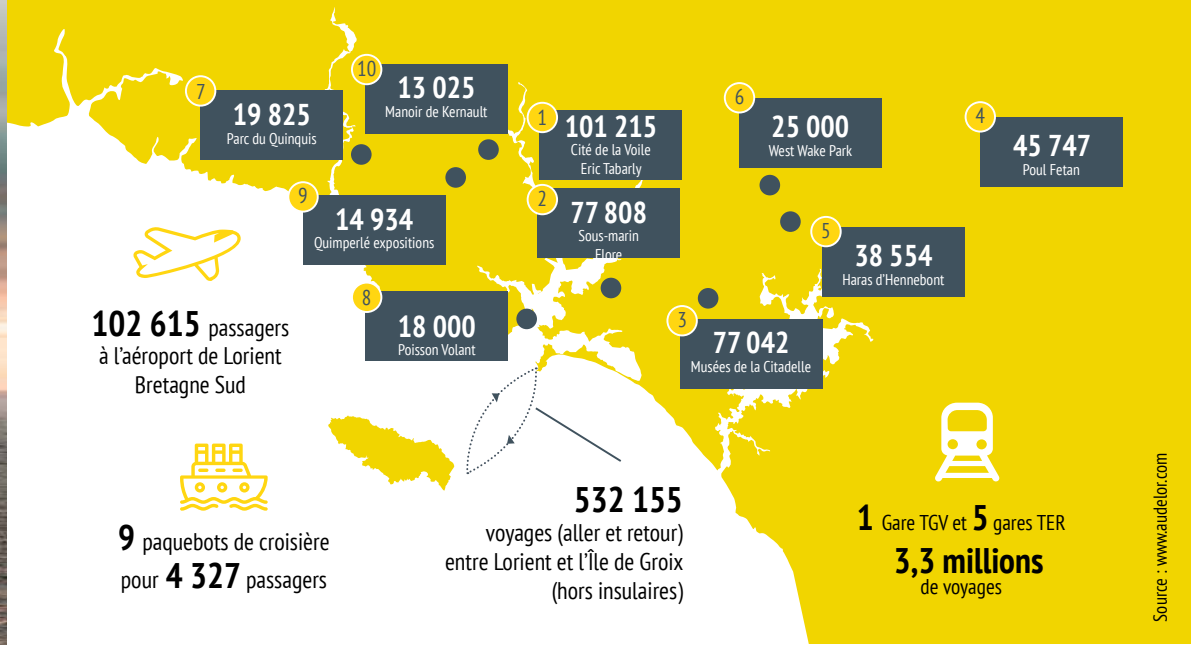 7
19 825
Parc du Quinquis
10
13 025
Manoir de Kernault
1
101 215
Cité de la Voile
Eric Tabarly
6
25 000
West Wake Park
4
45 747
Poul Fetan
9
14 934
Quimperlé expositions
2
77 808
Sous-marin
Flore
5
38 554
Haras d'Hennebont
8
18 000
Poisson Volant
3
77 042
Musées de la Citadelle
102 615 passagers
à l'aéroport de Lorient
Bretagne Sud
9 paquebots de croisière
pour 4 327 passagers
532 155
voyages (aller et retour)
entre Lorient et l'Île de Groix
(hors insulaires)
1 Gare TGV et 5 gares TER
3,3 millions
de voyages
Source : www.audelor.com